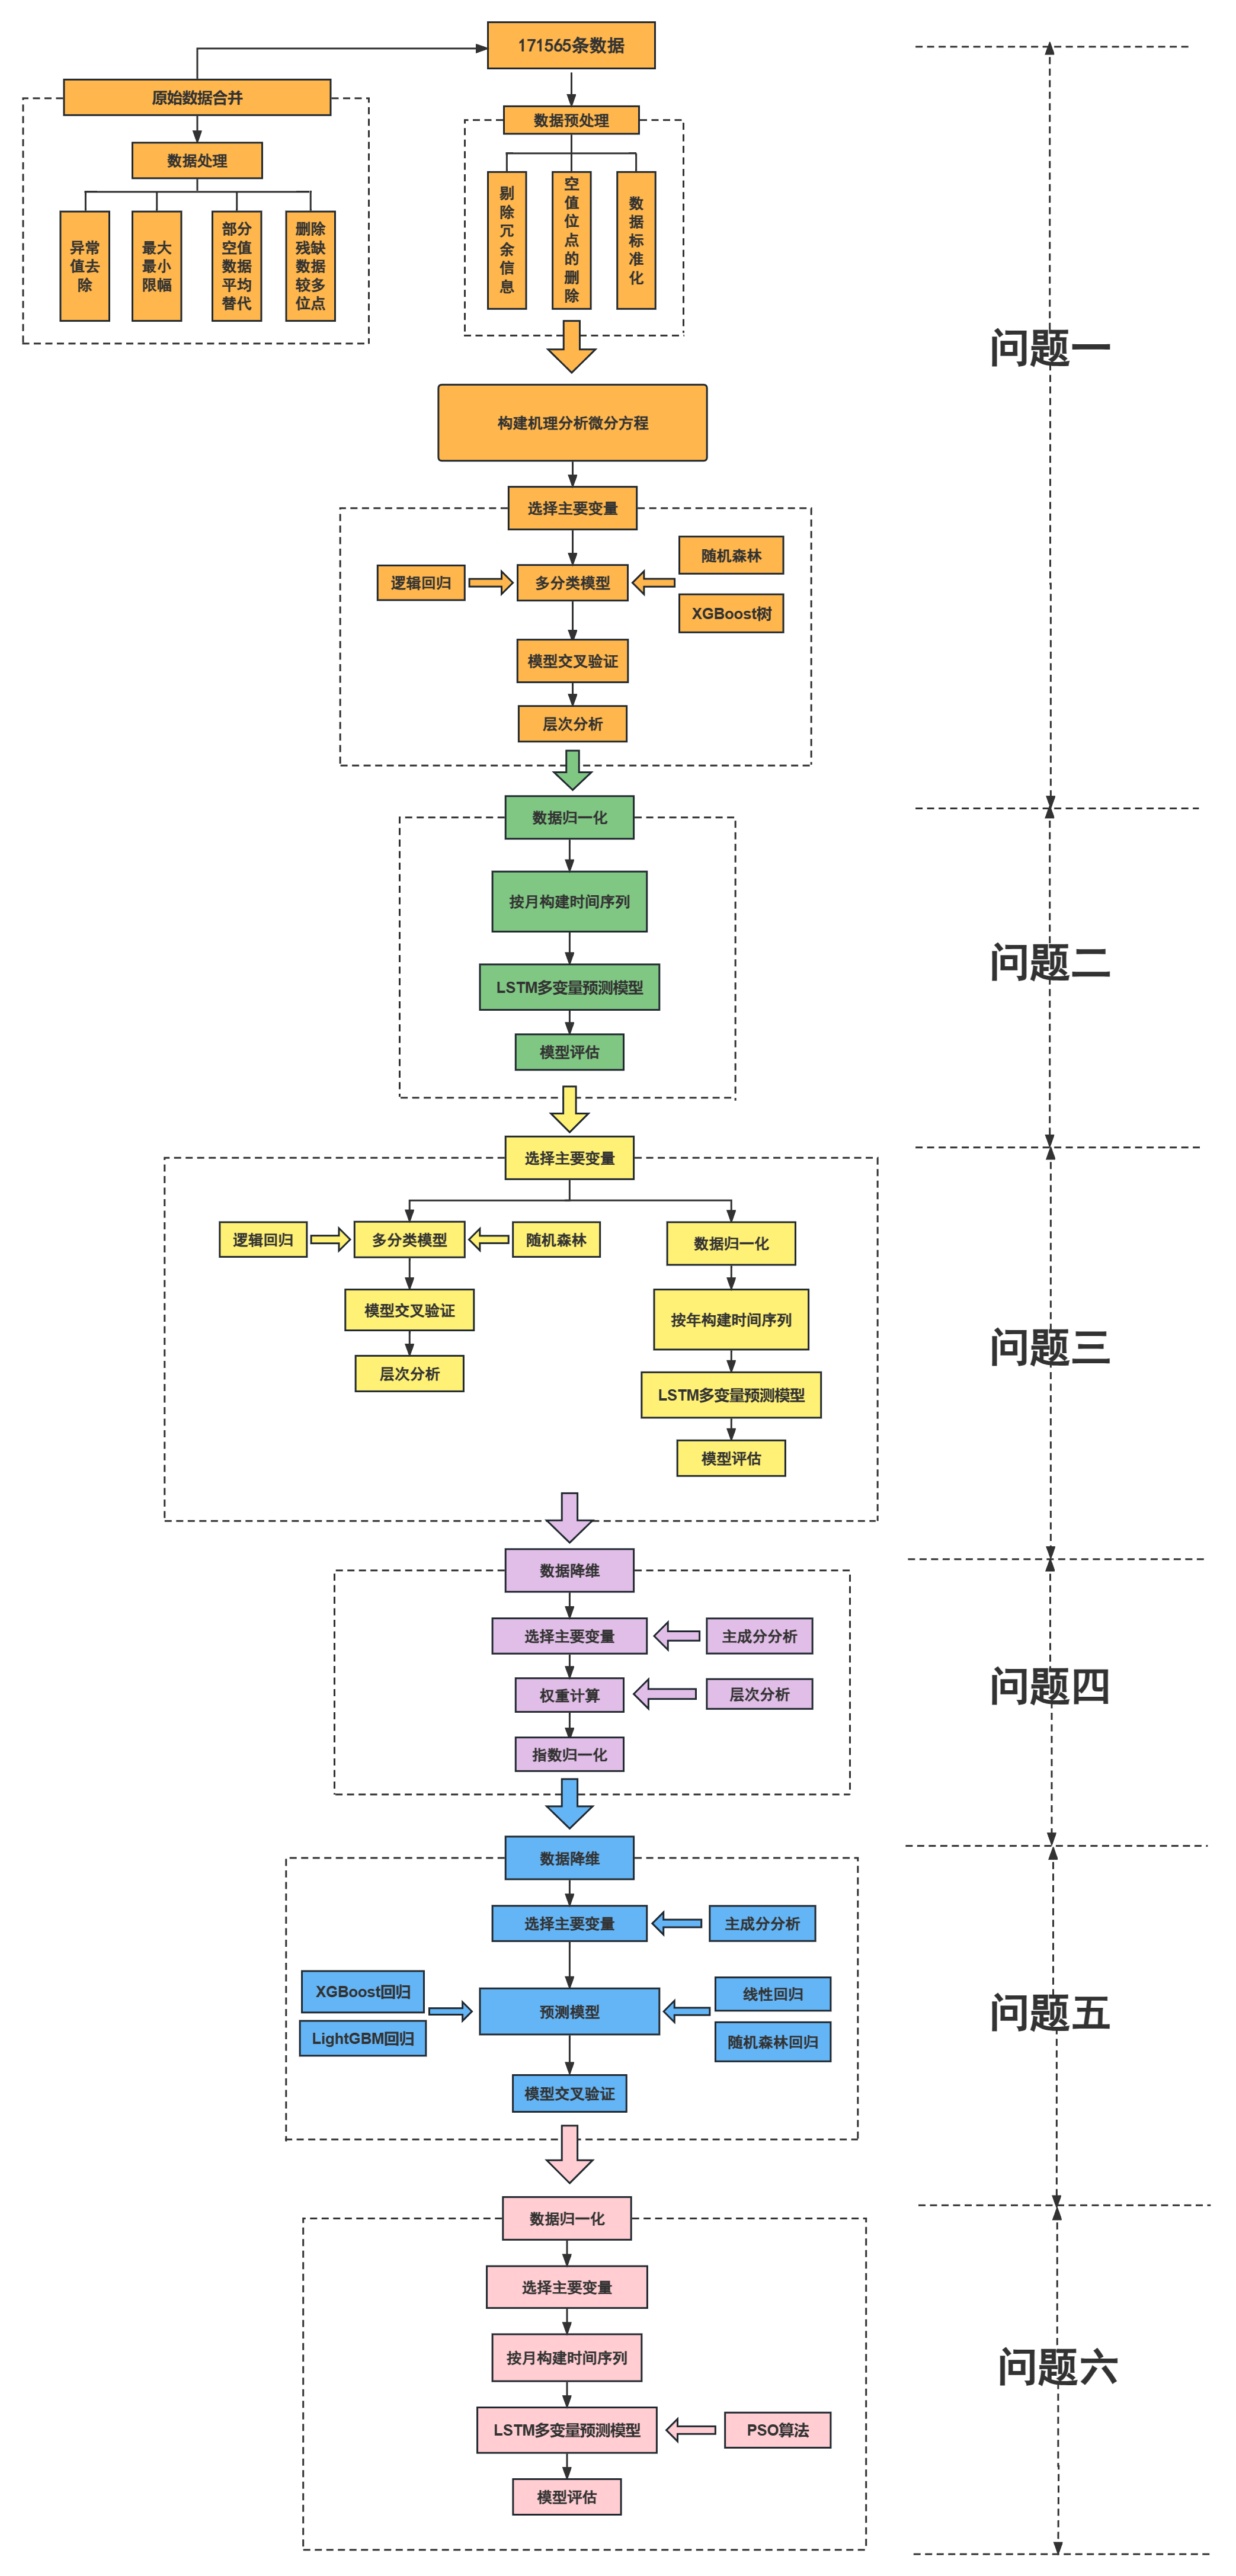 171565条数据
原始数据合并
数据处理
异常
值去
除
最大
最小
限幅
部分
空值
数据
平均
替代
删除
残缺
数据
较多
位点
数据预处理
剔除冗余信息
空值位点的删除
数据标准化
构建机理分析微分方程
选择主要变量
逻辑回归
多分类模型
随机森林
XGBoost树
模型交叉验证
层次分析
问题一
数据归一化
按月构建时间序列
LSTM多变量预测模型
模型评估
问题二
选择主要变量
逻辑回归
多分类模型
随机森林
模型交叉验证
层次分析
数据归一化
按年构建时间序列
LSTM多变量预测模型
模型评估
问题三
数据降维
选择主要变量
主成分分析
权重计算
层次分析
指数归一化
问题四
数据降维
选择主要变量
主成分分析
XGBoost回归
LightGBM回归
预测模型
线性回归
随机森林回归
模型交叉验证
问题五
数据归一化
选择主要变量
按月构建时间序列
LSTM多变量预测模型
PSO算法
模型评估
问题六